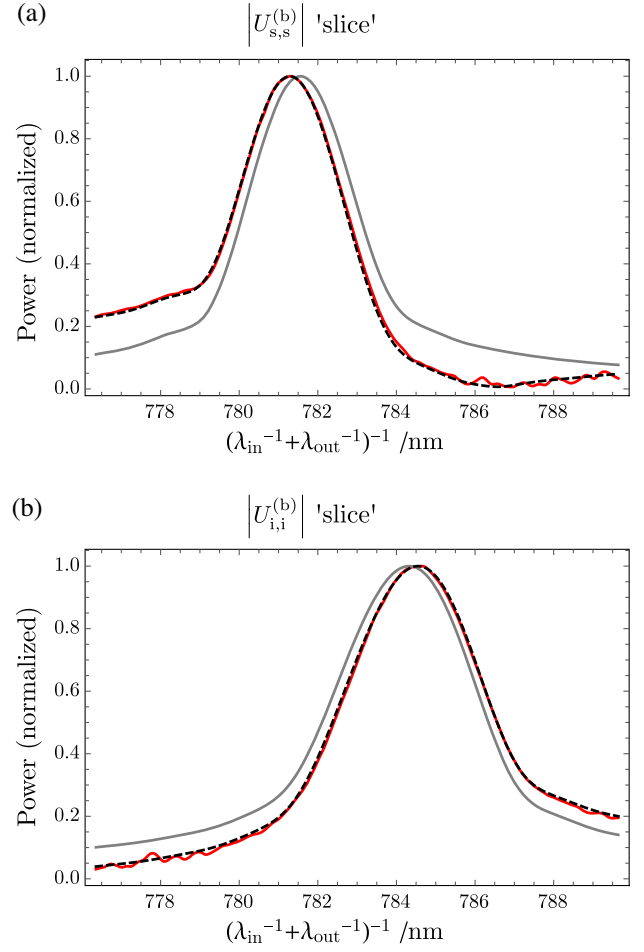 (a)
|U_{s,s}^{(b)}| 'slice'
1.0
0.8
0.6
0.4
0.2
0.0
Power (normalized)
778 780 782 784 786 788
(λ_in⁻¹+λ_out⁻¹)⁻¹ /nm
(b)
|U_{i,i}^{(b)}| 'slice'
1.0
0.8
0.6
0.4
0.2
0.0
Power (normalized)
778 780 782 784 786 788
(λ_in⁻¹+λ_out⁻¹)⁻¹ /nm